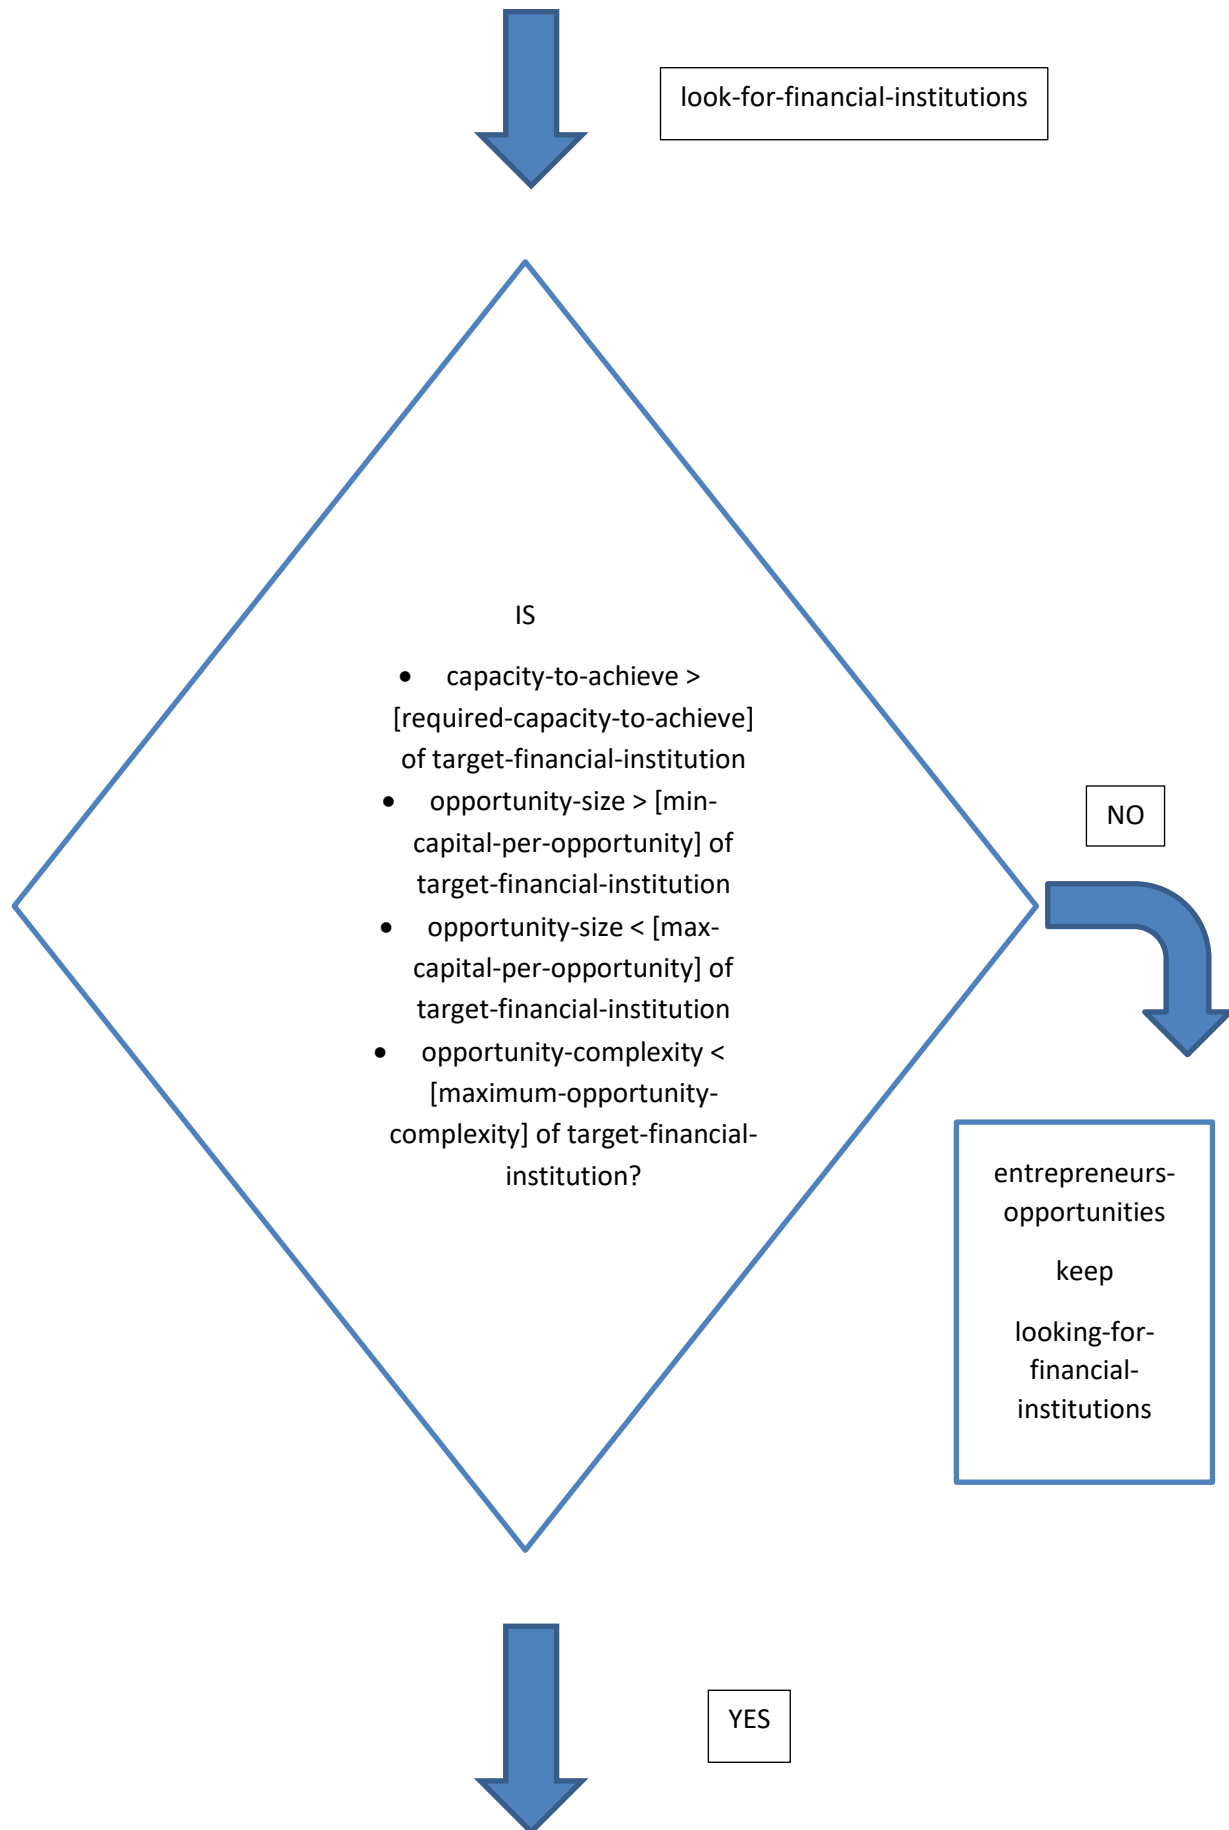 look-for-financial-institutions
IS
• capacity-to-achieve >
[required-capacity-to-achieve]
of target-financial-institution
• opportunity-size > [min-
capital-per-opportunity] of
target-financial-institution
• opportunity-size < [max-
capital-per-opportunity] of
target-financial-institution
• opportunity-complexity <
[maximum-opportunity-
complexity] of target-financial-
institution?
NO
entrepreneurs-
opportunities
keep
looking-for-
financial-
institutions
YES